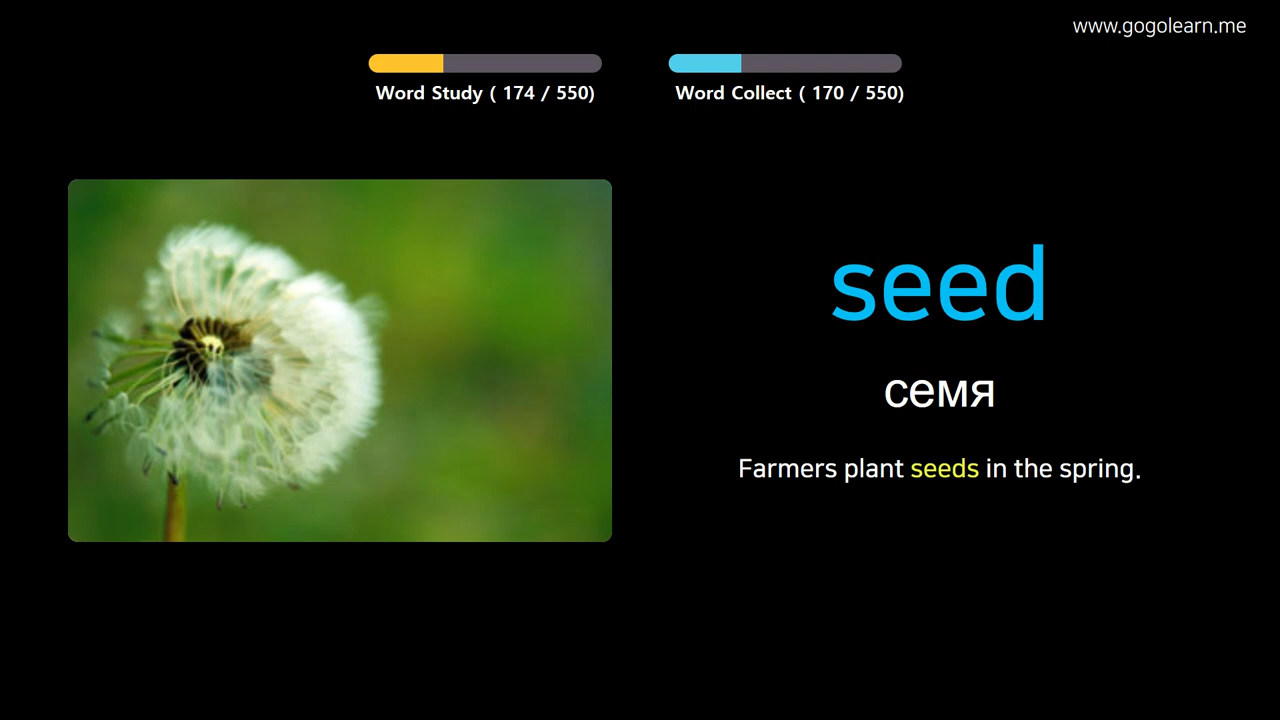 www.gogolearn.me
Word Study ( 174 / 550)
Word Collect ( 170 / 550)
seed
семя
Farmers plant seeds in the spring.